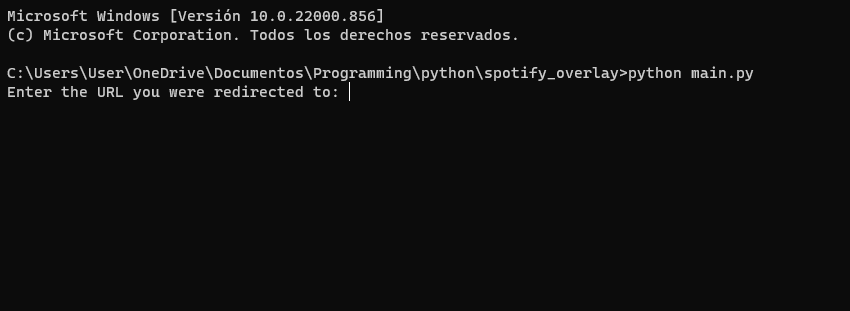 Microsoft Windows [Versión 10.0.22000.856]
(c) Microsoft Corporation. Todos los derechos reservados.
C:\Users\User\OneDrive\Documentos\Programming\python\spotify_overlay>python main.py
Enter the URL you were redirected to: